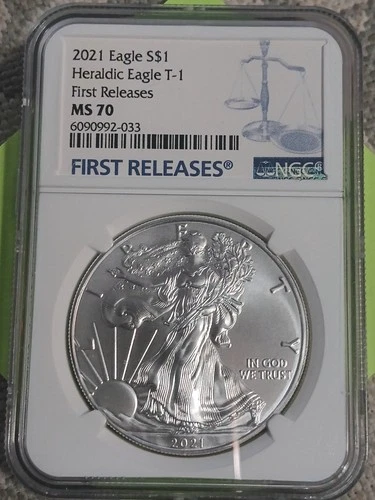 2021 Eagle S$1
Heraldic Eagle T-1
First Releases
MS 70
6090992-033
FIRST RELEASES®
NGC®
LIBERTY
IN GOD
WE TRUST
2021